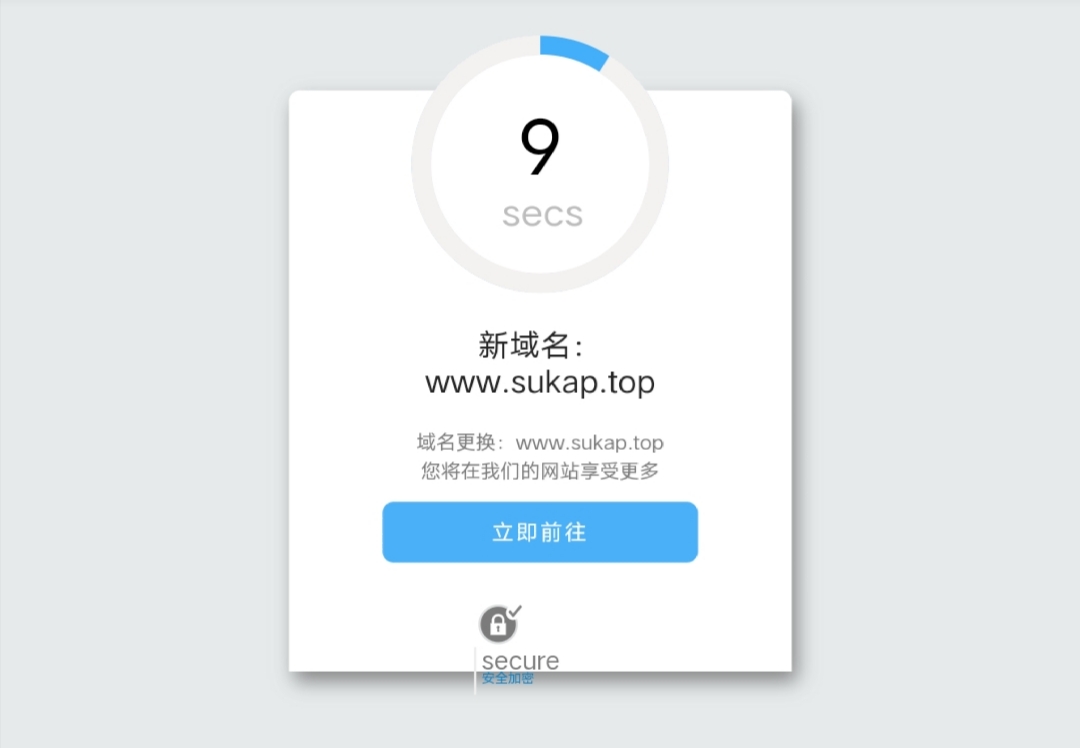 9
secs
新域名：
www.sukap.top
域名更换：www.sukap.top
您将在我们的网站享受更多
立即前往
secure
安全加密